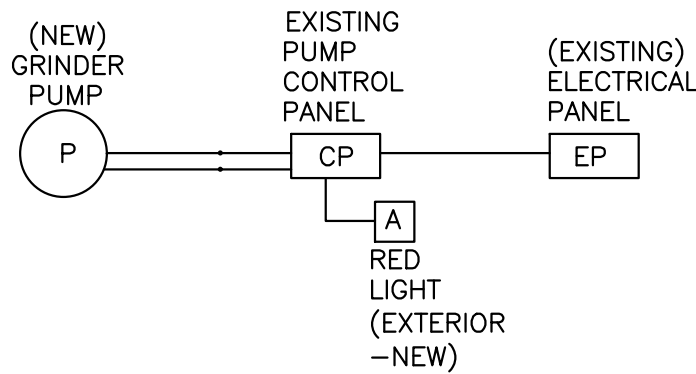 (NEW)
GRINDER
PUMP
P
EXISTING
PUMP
CONTROL
PANEL
CP
(EXISTING)
ELECTRICAL
PANEL
EP
A
RED
LIGHT
(EXTERIOR
-NEW)